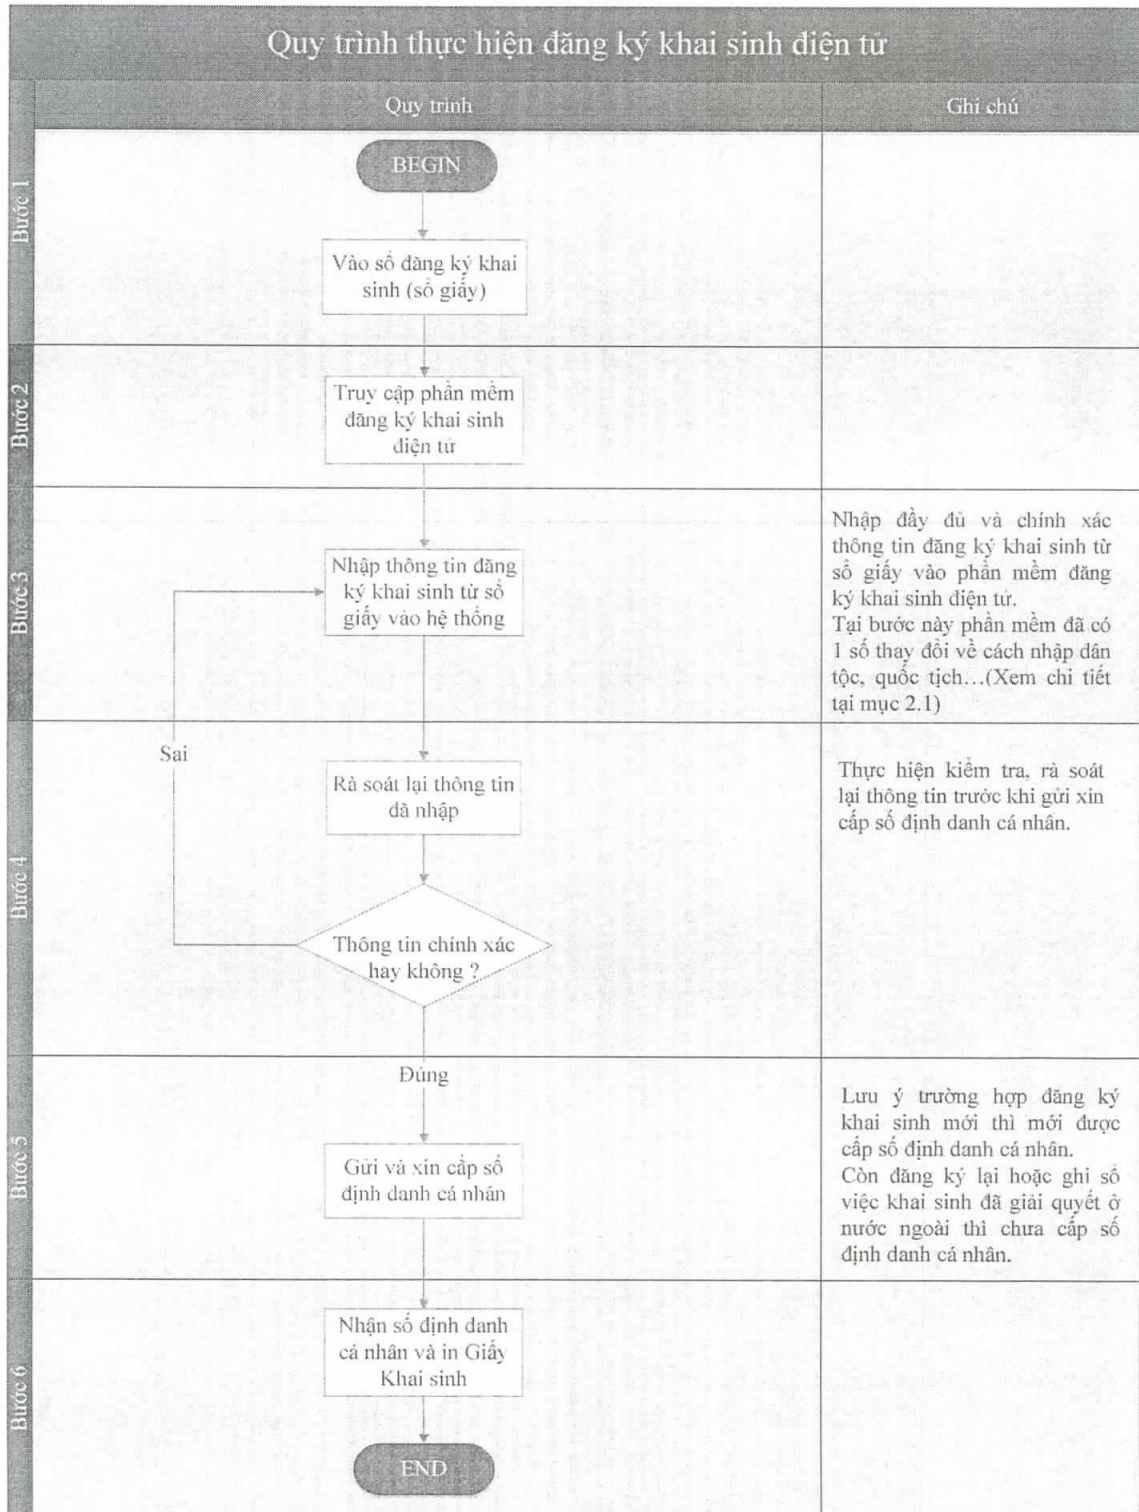 Quy trình thực hiện đăng ký khai sinh điện tử
Quy trình
Ghi chú
Bước 1
BEGIN
Vào sổ đăng ký khai
sinh (sổ giấy)
Bước 2
Truy cập phần mềm
đăng ký khai sinh
điện tử
Bước 3
Nhập thông tin đăng
ký khai sinh từ sổ
giấy vào hệ thống
Nhập đầy đủ và chính xác
thông tin đăng ký khai sinh từ
sổ giấy vào phần mềm đăng
ký khai sinh điện tử.
Tại bước này phần mềm đã có
1 số thay đổi về cách nhập dân
tộc, quốc tịch…(Xem chi tiết
tại mục 2.1)
Bước 4
Sai
Rà soát lại thông tin
đã nhập
Thực hiện kiểm tra, rà soát
lại thông tin trước khi gửi xin
cấp số định danh cá nhân.
Thông tin chính xác
hay không ?
Bước 5
Đúng
Gửi và xin cấp số
định danh cá nhân
Lưu ý trường hợp đăng ký
khai sinh mới thì mới được
cấp số định danh cá nhân.
Còn đăng ký lại hoặc ghi sổ
việc khai sinh đã giải quyết ở
nước ngoài thì chưa cấp số
định danh cá nhân.
Bước 6
Nhận số định danh
cá nhân và in Giấy
Khai sinh
END